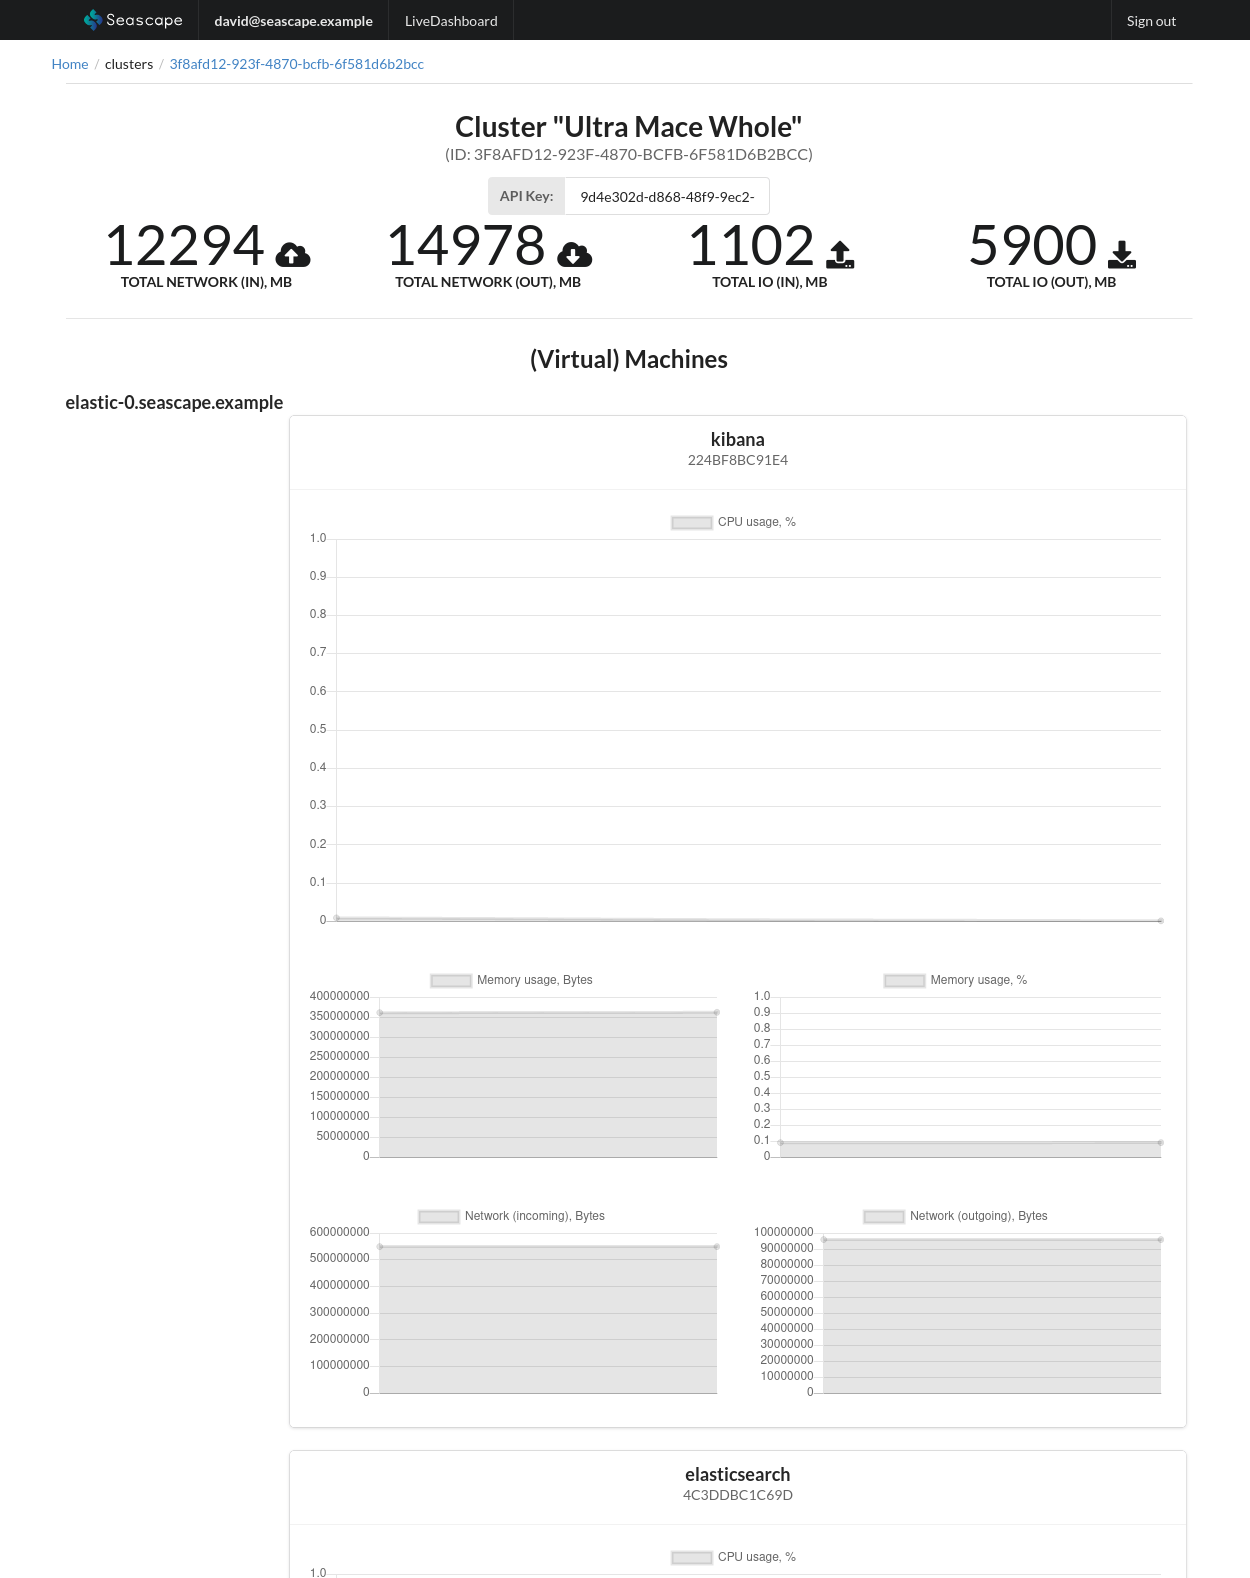 Seascape
david@seascape.example
LiveDashboard
Sign out
Home / clusters / 3f8afd12-923f-4870-bcfb-6f581d6b2bcc
Cluster "Ultra Mace Whole"
(ID: 3F8AFD12-923F-4870-BCFB-6F581D6B2BCC)
API Key: 9d4e302d-d868-48f9-9ec2-
12294
TOTAL NETWORK (IN), MB
14978
TOTAL NETWORK (OUT), MB
1102
TOTAL IO (IN), MB
5900
TOTAL IO (OUT), MB
(Virtual) Machines
elastic-0.seascape.example
kibana
224BF8BC91E4
CPU usage, %
1.0
0.9
0.8
0.7
0.6
0.5
0.4
0.3
0.2
0.1
0
Memory usage, Bytes
400000000
350000000
300000000
250000000
200000000
150000000
100000000
50000000
0
Memory usage, %
1.0
0.9
0.8
0.7
0.6
0.5
0.4
0.3
0.2
0.1
0
Network (incoming), Bytes
600000000
500000000
400000000
300000000
200000000
100000000
0
Network (outgoing), Bytes
100000000
90000000
80000000
70000000
60000000
50000000
40000000
30000000
20000000
10000000
0
elasticsearch
4C3DDBC1C69D
CPU usage, %
1.0